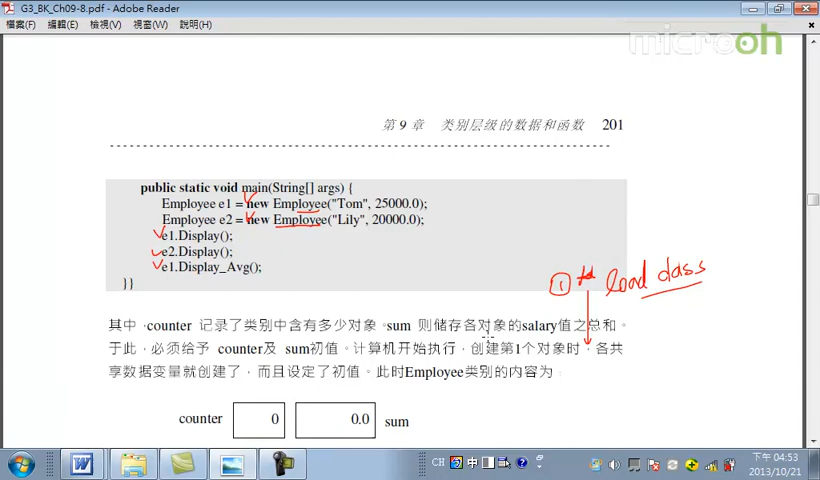 G3_BK_Ch09-8.pdf - Adobe Reader
檔案(F) 編輯(E) 檢視(V) 視窗(W) 說明(H)
microoh
第 9 章 类别层级的数据和函数 201
public static void main(String[] args) {
Employee e1 = new Employee("Tom", 25000.0);
Employee e2 = new Employee("Lily", 20000.0);
e1.Display();
e2.Display();
e1.Display_Avg();
}}
① load class
其中 ,counter 记录了类别中含有多少对象。sum 则储存各对象的salary值之总和。
于此，必须给予 counter及 sum初值。计算机开始执行，创建第1个对象时，各共
享数据变量就创建了，而且设定了初值。此时Employee类别的内容为：
counter 0 0.0 sum
CH 中
下午 04:53
2013/10/21